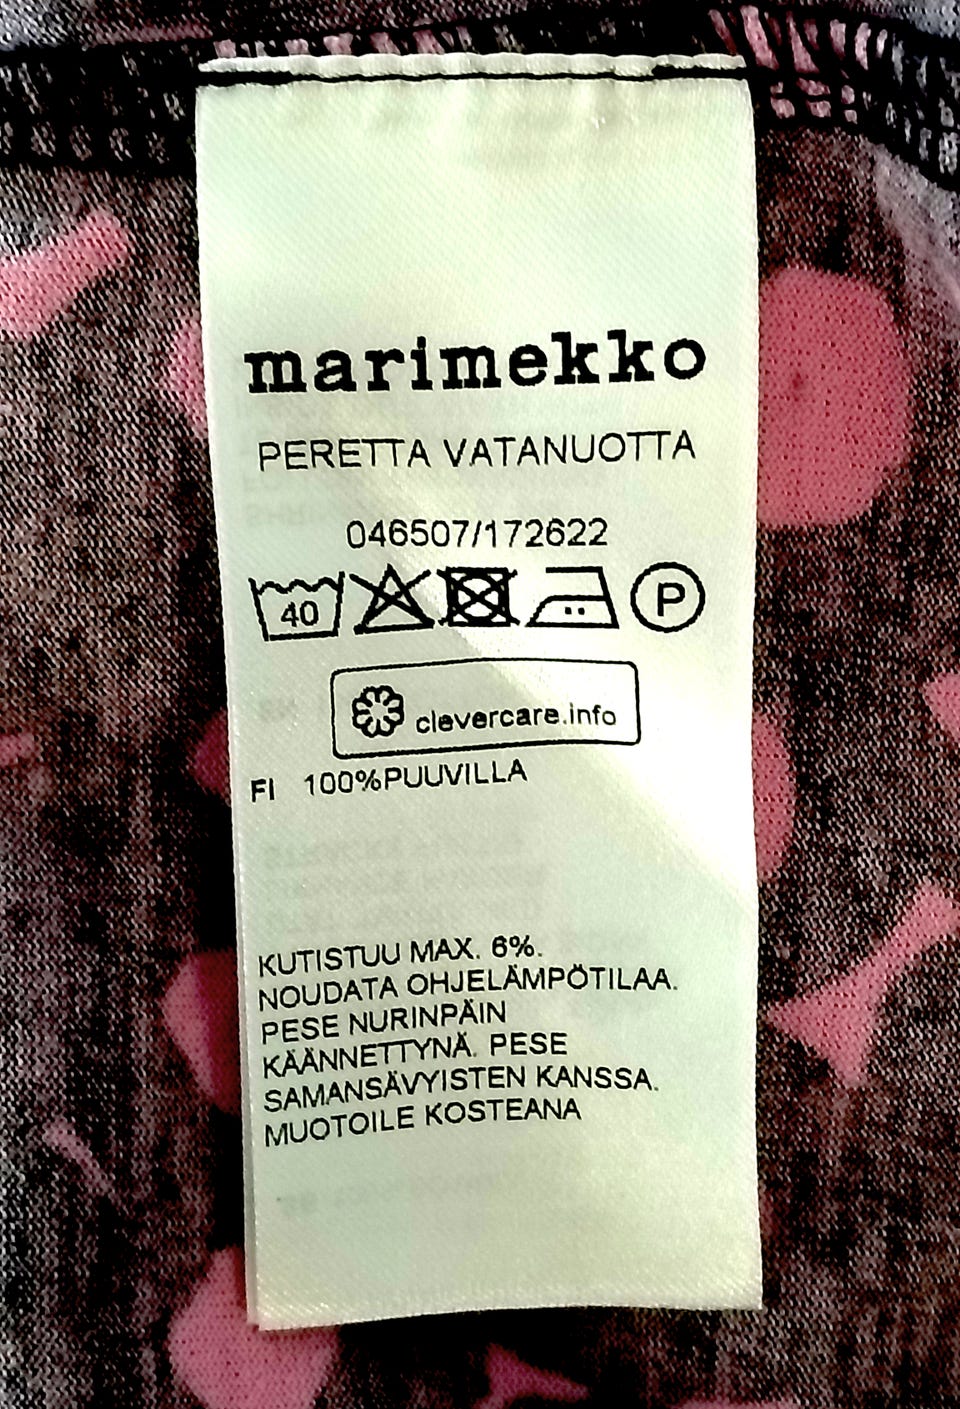 marimekko
PERETTA VATANUOTTA
046507/172622
40 P
clevercare.info
FI 100%PUUVILLA
KUTISTUU MAX. 6%.
NOUDATA OHJELÄMPÖTILAA.
PESE NURINPÄIN
KÄÄNNETTYNÄ. PESE
SAMANSÄVYISTEN KANSSA.
MUOTOILE KOSTEANA